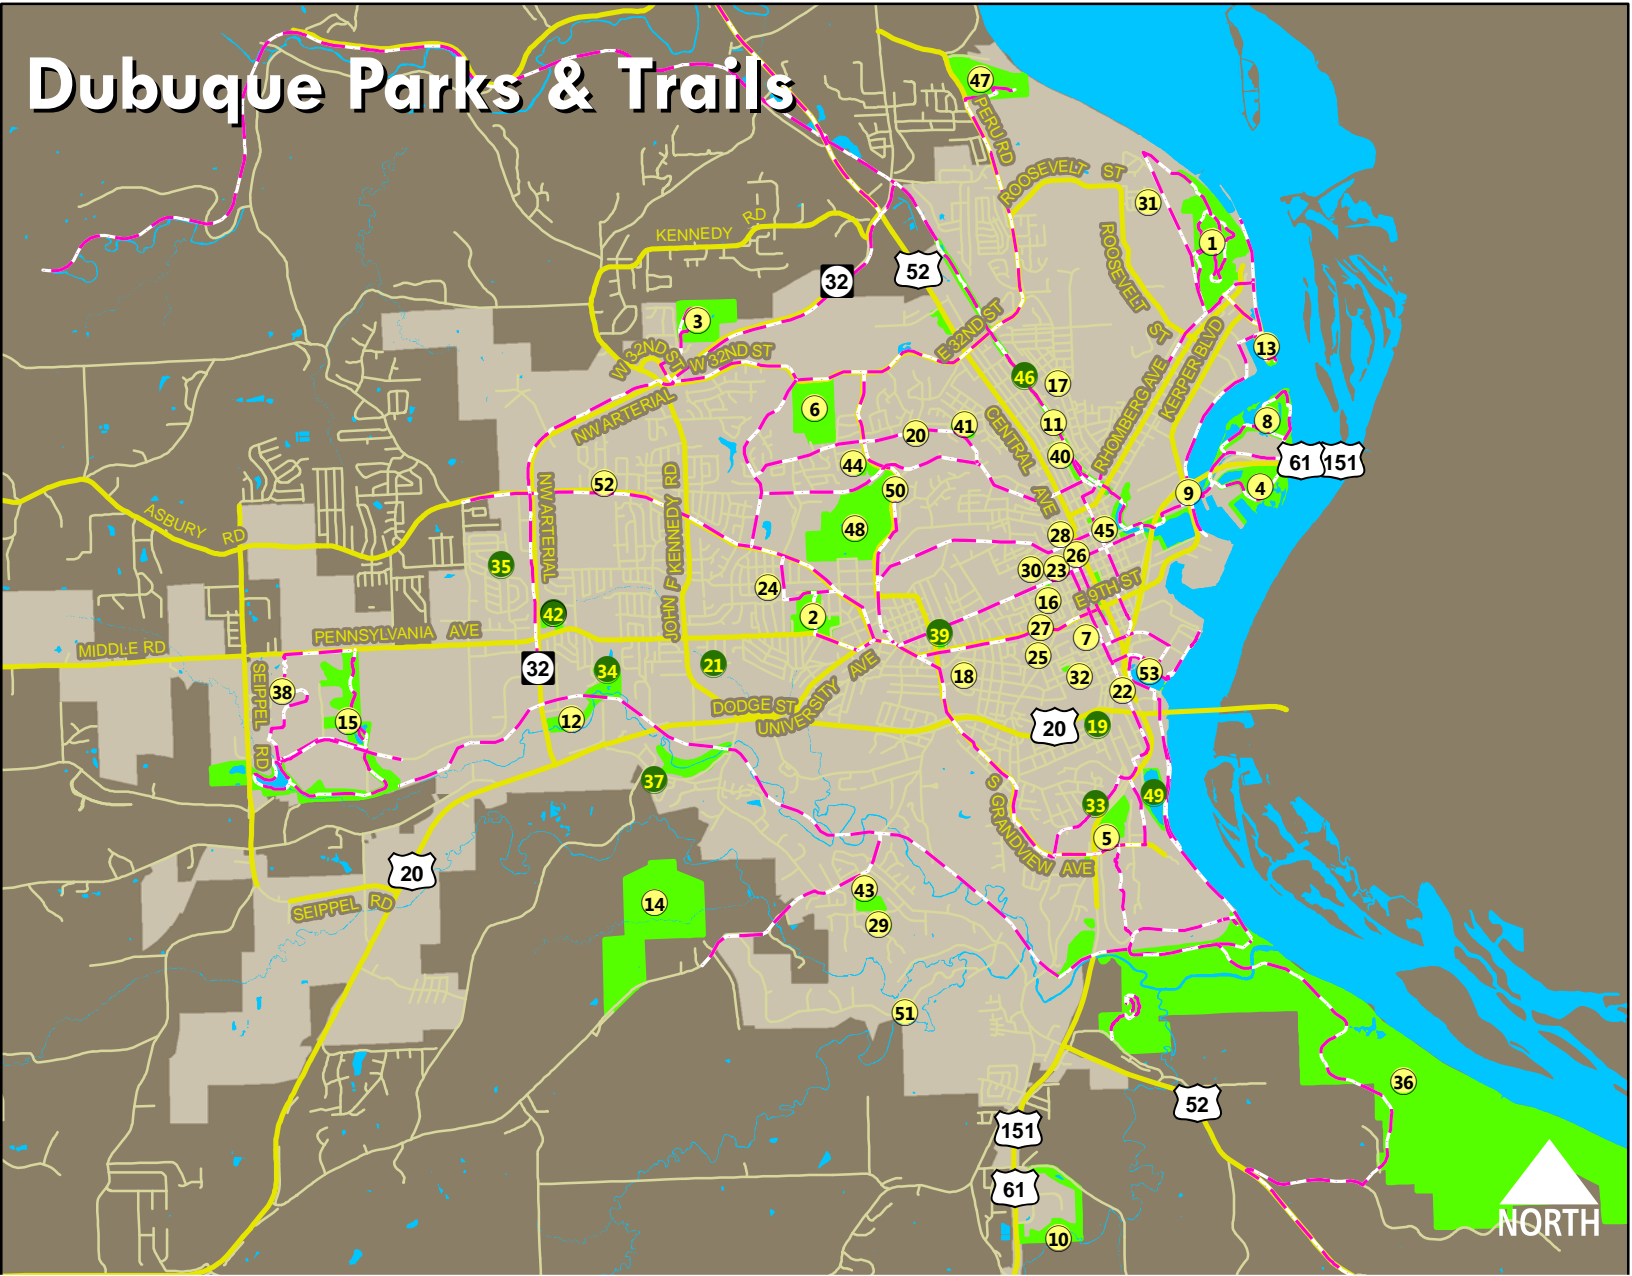 Dubuque Parks & Trails
47
PERU RD
ROOSEVELT ST
31
KENNEDY RD
1
ROOSEVELT ST
52
32
3
W 32ND ST
W 32ND ST
E 32ND ST
13
RHOMBERG AVE
KERPER BLVD
46
17
NW ARTERIAL
6
8
20
41
11
CENTRAL AVE
40
61
151
44
52
50
4
9
JOHN F KENNEDY RD
NW ARTERIAL
ASBURY RD
48
28
45
26
35
30
23
24
E 9TH ST
16
42
2
27
39
7
PENNSYLVANIA AVE
MIDDLE RD
25
32
34
21
53
18
32
22
SEIPPEL RD
38
15
12
DODGE ST
UNIVERSITY AVE
20
19
37
49
33
S GRANDVIEW AVE
5
20
43
14
SEIPPEL RD
29
51
36
52
151
61
10
NORTH